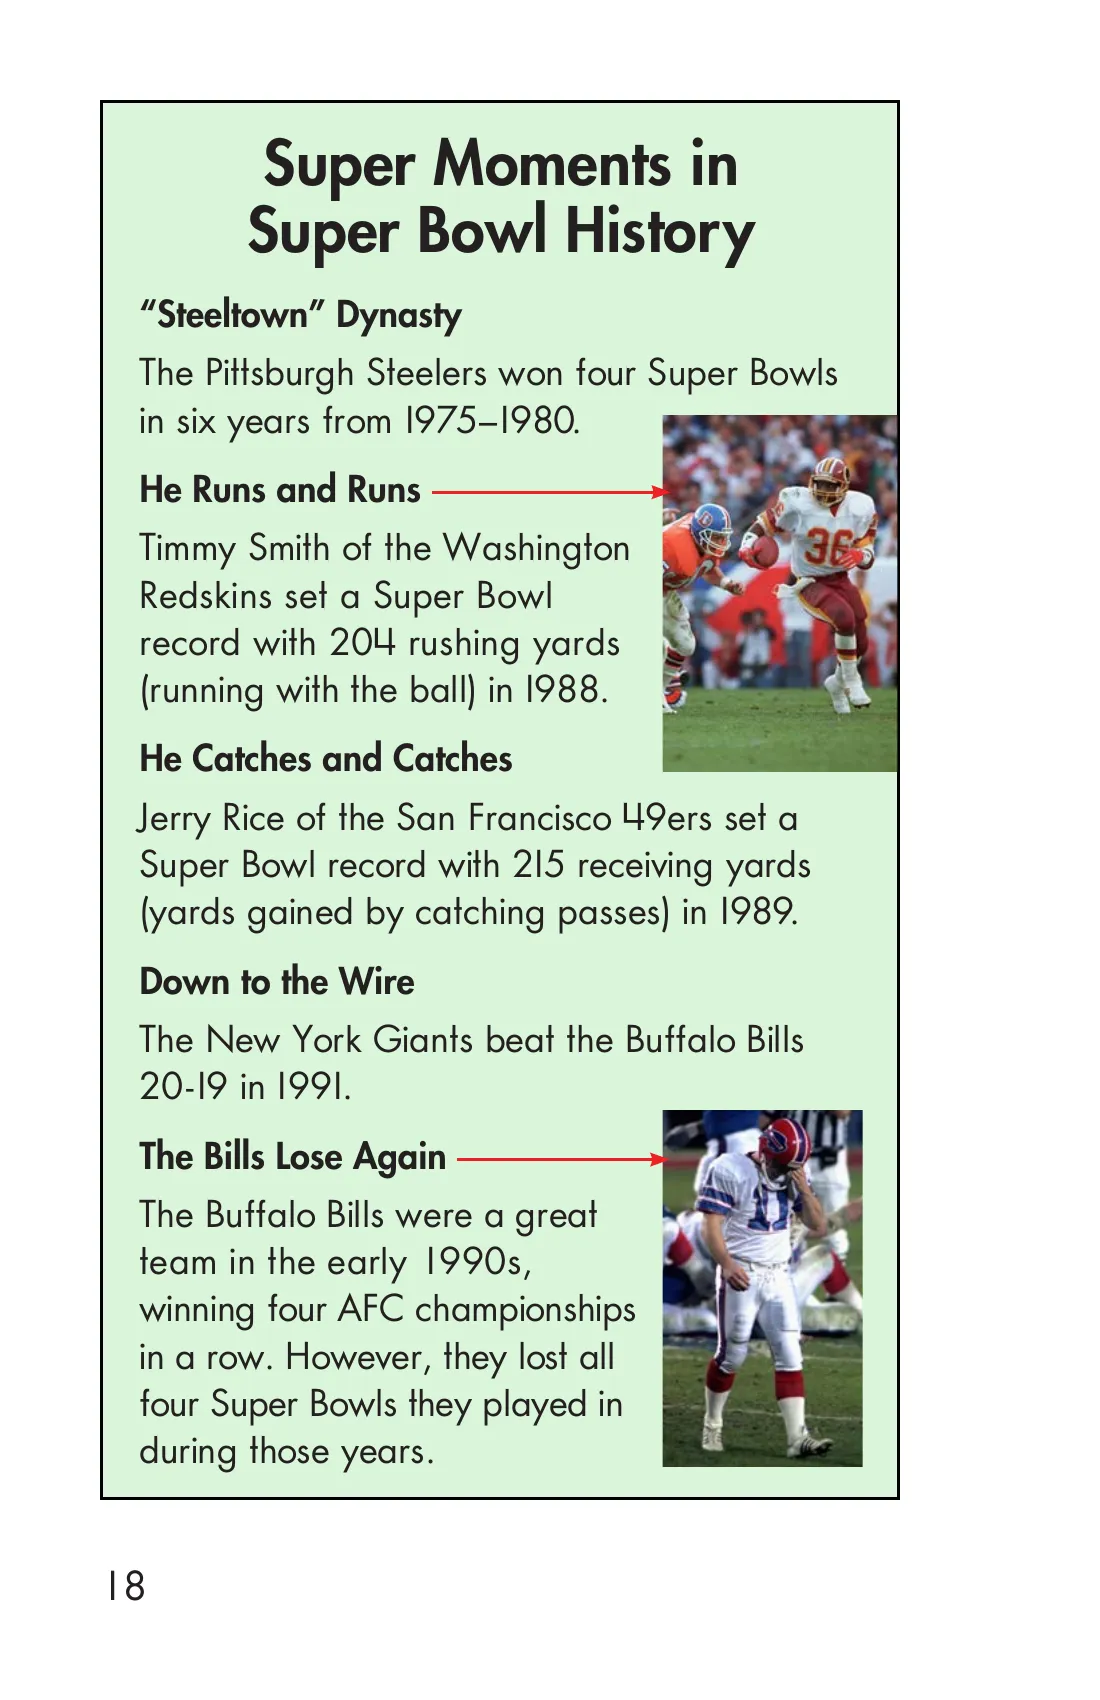 Super Moments in
Super Bowl History
“Steeltown” Dynasty
The Pittsburgh Steelers won four Super Bowls
in six years from 1975–1980.
He Runs and Runs
Timmy Smith of the Washington
Redskins set a Super Bowl
record with 204 rushing yards
(running with the ball) in 1988.
36
He Catches and Catches
Jerry Rice of the San Francisco 49ers set a
Super Bowl record with 215 receiving yards
(yards gained by catching passes) in 1989.
Down to the Wire
The New York Giants beat the Buffalo Bills
20-19 in 1991.
The Bills Lose Again
The Buffalo Bills were a great
team in the early 1990s,
winning four AFC championships
in a row. However, they lost all
four Super Bowls they played in
during those years.
18